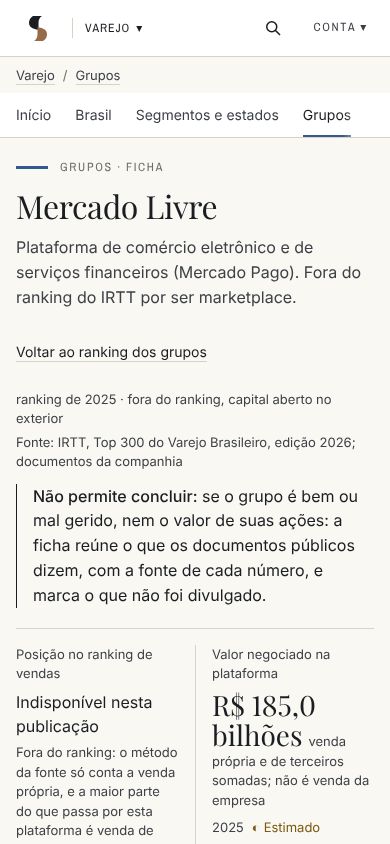 VAREJO ▾
CONTA ▾
Varejo / Grupos
Início Brasil Segmentos e estados Grupos
GRUPOS · FICHA
Mercado Livre
Plataforma de comércio eletrônico e de
serviços financeiros (Mercado Pago). Fora do
ranking do IRTT por ser marketplace.
Voltar ao ranking dos grupos
ranking de 2025 · fora do ranking, capital aberto no
exterior
Fonte: IRTT, Top 300 do Varejo Brasileiro, edição 2026;
documentos da companhia
Não permite concluir: se o grupo é bem ou
mal gerido, nem o valor de suas ações: a
ficha reúne o que os documentos públicos
dizem, com a fonte de cada número, e
marca o que não foi divulgado.
Posição no ranking de
vendas
Indisponível nesta
publicação
Fora do ranking: o método
da fonte só conta a venda
própria, e a maior parte
do que passa por esta
plataforma é venda de
Valor negociado na
plataforma
R$ 185,0
bilhões venda
própria e de terceiros
somadas; não é venda da
empresa
2025 Estimado